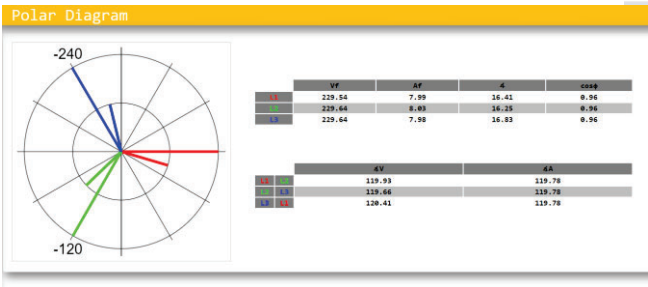 Polar Diagram
-240
-120
Vf Af ∡ cosϕ
L1 229.54 7.99 16.41 0.96
L2 229.64 8.03 16.25 0.96
L3 229.64 7.98 16.83 0.96
∡V ∡A
L1 L2 119.93 119.78
L2 L3 119.66 119.78
L3 L1 120.41 119.78